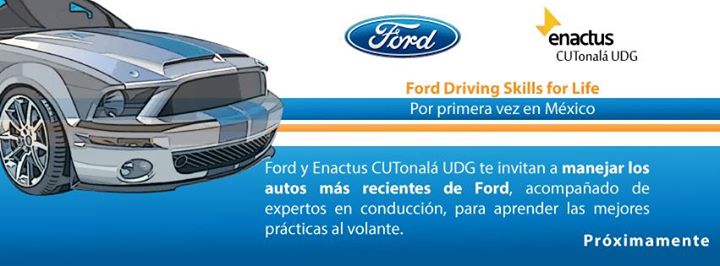 Ford
enactus
CUTonalá UDG
Ford Driving Skills for Life
Por primera vez en México
Ford y Enactus CUTonalá UDG te invitan a manejar los
autos más recientes de Ford, acompañado de
expertos en conducción, para aprender las mejores
prácticas al volante.
Próximamente